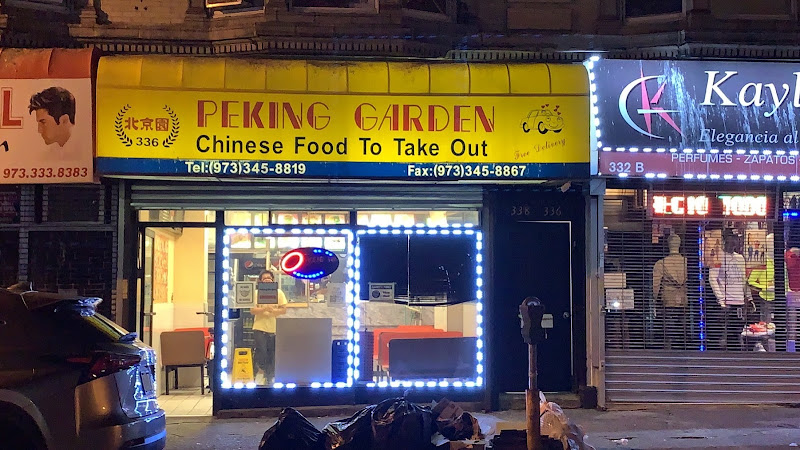 L
973.333.8383
北京園
336
PEKING GARDEN
Chinese Food To Take Out
Free Delivery
Tel:(973)345-8819
Fax:(973)345-8867
338 336
Kayl
Elegancia al
332 B
PERFUMES - ZAPATOS
TODO